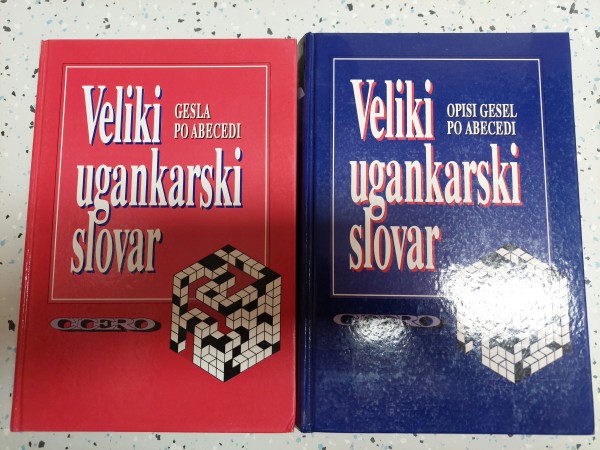 Veliki
GESLA
PO ABECEDI
ugankarski
slovar
CICERO
Veliki
OPISI GESEL
PO ABECEDI
ugankarski
slovar
CICERO